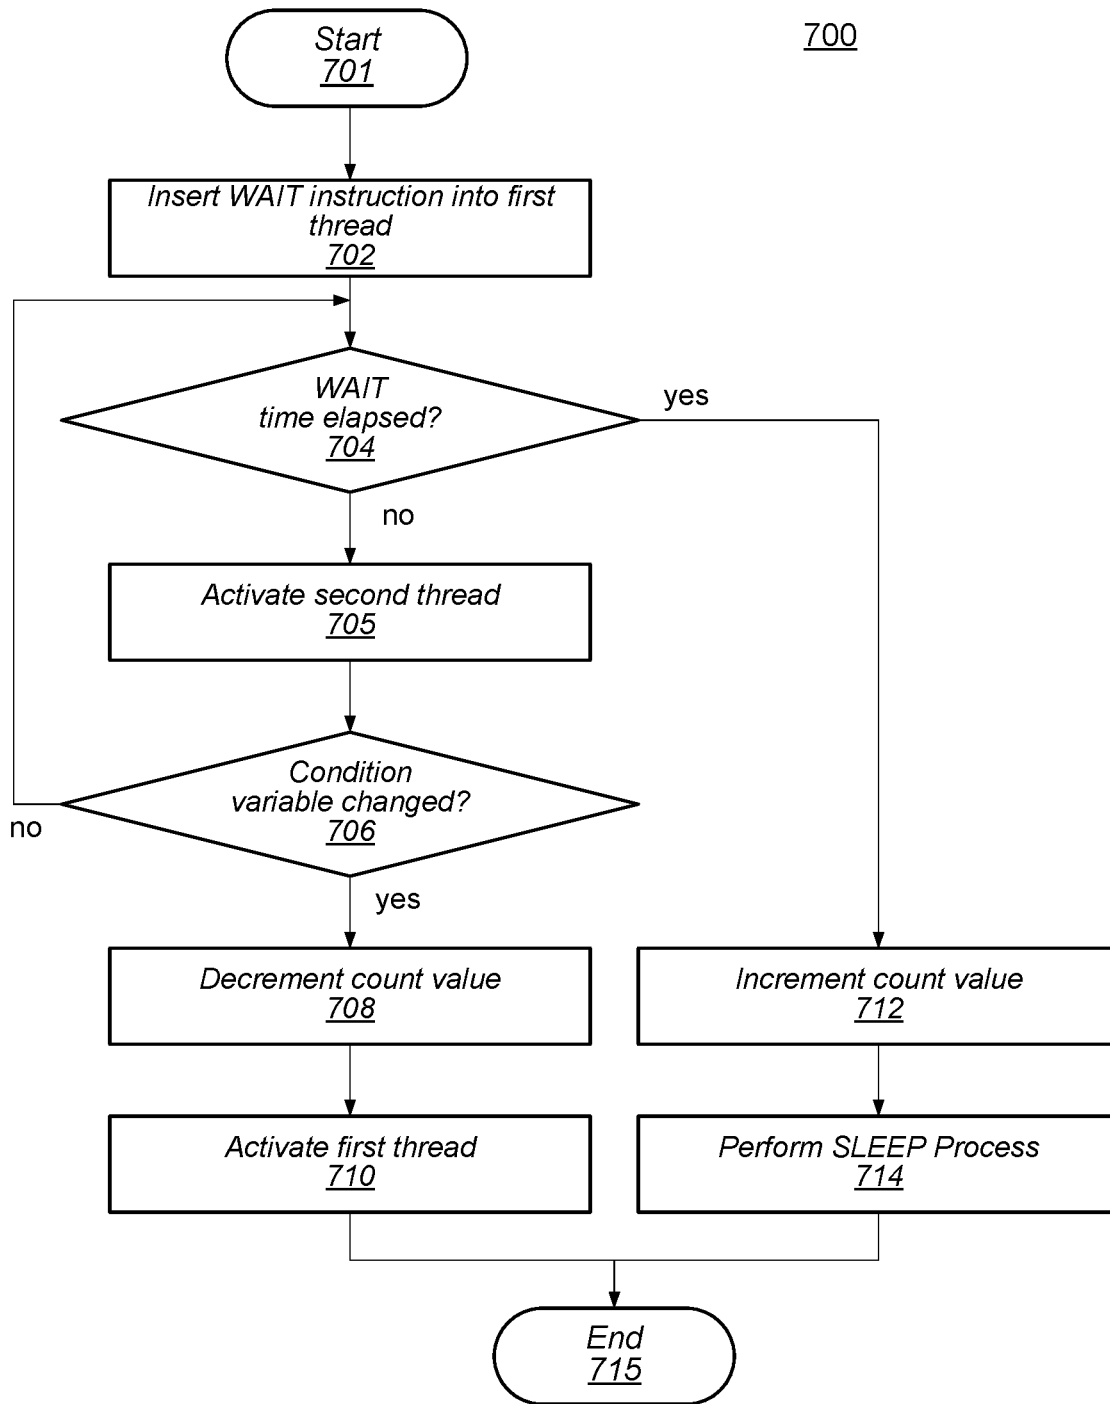 700
Start
701
Insert WAIT instruction into first
thread
702
WAIT
time elapsed?
704
yes
no
Activate second thread
705
Condition
variable changed?
706
no
yes
Decrement count value
708
Increment count value
712
Activate first thread
710
Perform SLEEP Process
714
End
715